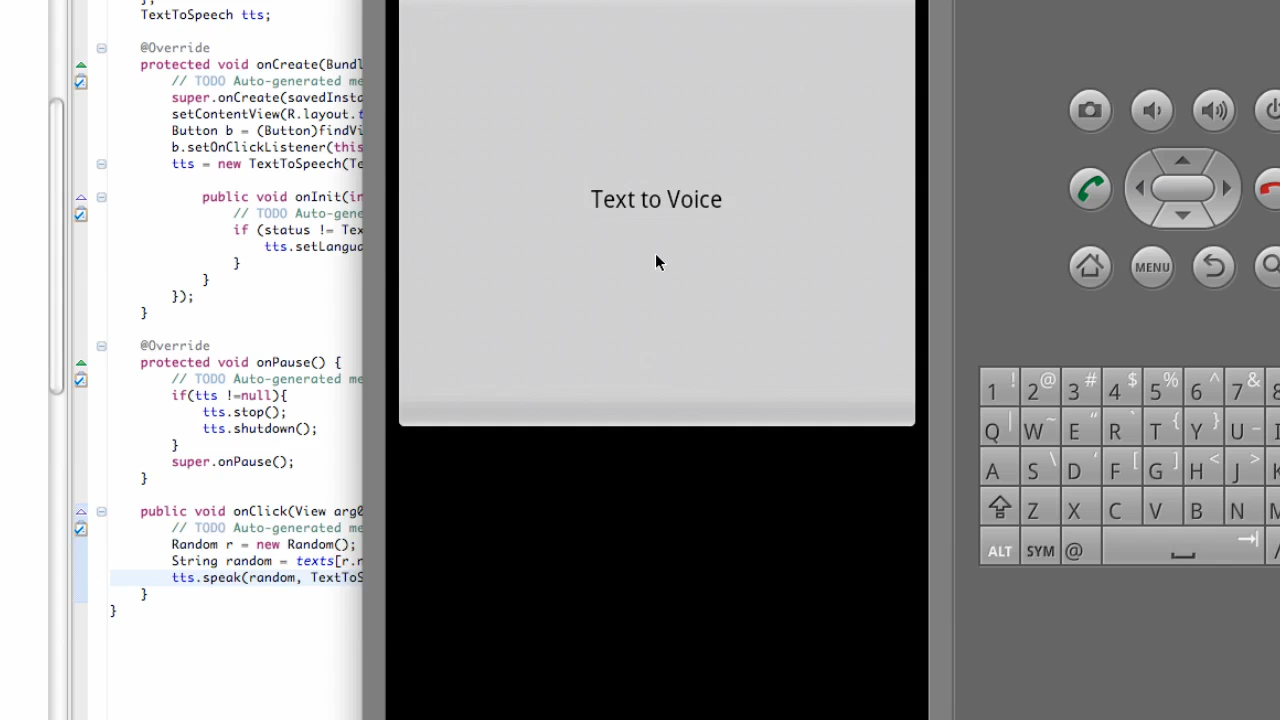 };
TextToSpeech tts;
@Override
protected void onCreate(Bundl
// TODO Auto-generated me
super.onCreate(savedInsta
setContentView(R.layout.t
Button b = (Button)findVi
b.setOnClickListener(this
tts = new TextToSpeech(Te
public void onInit(in
// TODO Auto-gene
if (status != Tex
tts.setLangua
}
}
});
}
@Override
protected void onPause() {
// TODO Auto-generated me
if(tts !=null){
tts.stop();
tts.shutdown();
}
super.onPause();
}
public void onClick(View arg0
// TODO Auto-generated me
Random r = new Random();
String random = texts[r.n
tts.speak(random, TextToS
}
}
Text to Voice
MENU
1 ! 2 @ 3 # 4 $ 5 % 6 ^ 7 & 8
Q | W ~ E " R ` T { Y } U _ I
A S \ D ' F [ G ] H < J > K
Z X C V B N M
ALT SYM @ /